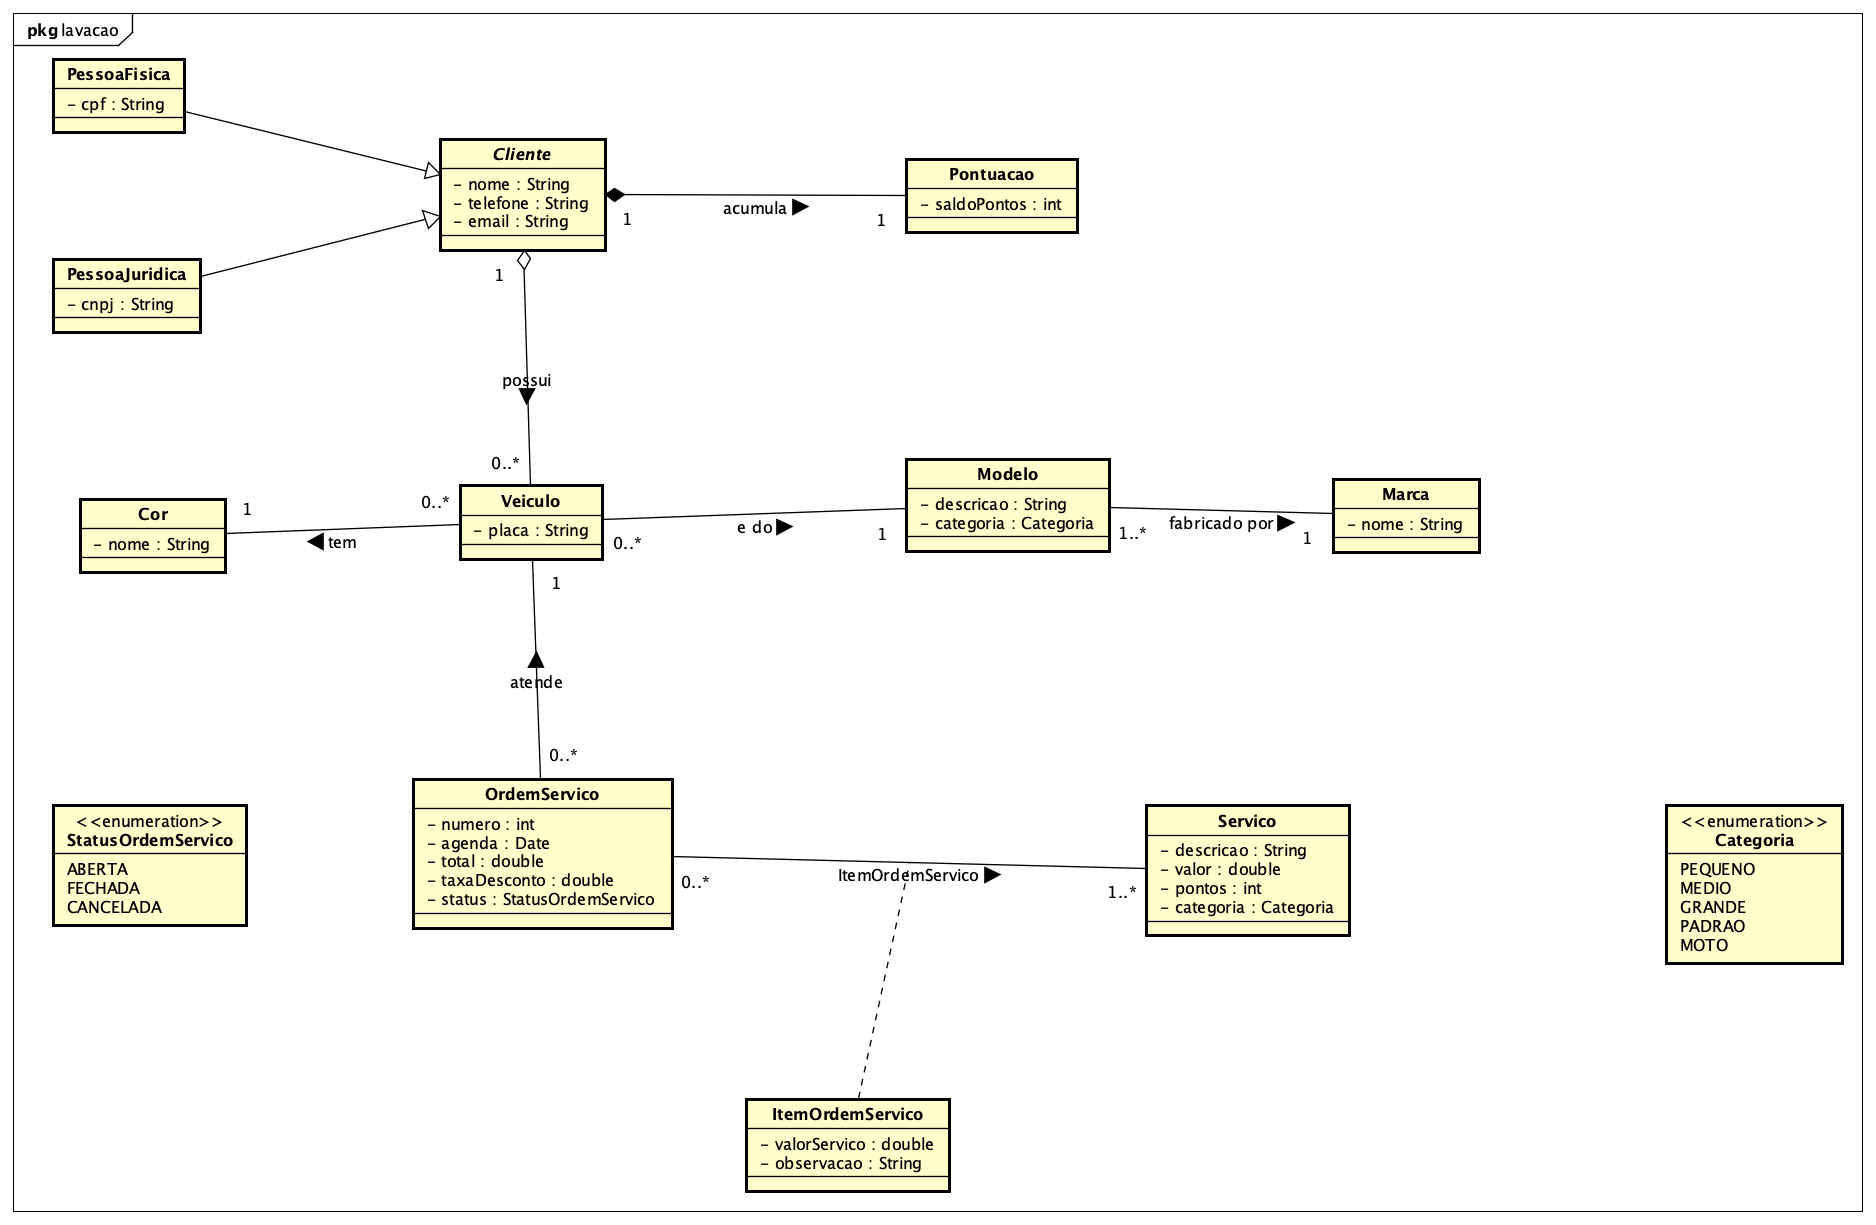 pkg lavacao
PessoaFisica
- cpf : String
Cliente
- nome : String
- telefone : String
- email : String
Pontuacao
- saldoPontos : int
1
acumula
1
PessoaJuridica
- cnpj : String
1
possui
0..*
Cor
- nome : String
1
tem
0..*
Veiculo
- placa : String
0..*
e do
1
Modelo
- descricao : String
- categoria : Categoria
1..*
fabricado por
1
Marca
- nome : String
1
atende
0..*
<<enumeration>>
StatusOrdemServico
ABERTA
FECHADA
CANCELADA
OrdemServico
- numero : int
- agenda : Date
- total : double
- taxaDesconto : double
- status : StatusOrdemServico
0..*
ItemOrdemServico
1..*
Servico
- descricao : String
- valor : double
- pontos : int
- categoria : Categoria
<<enumeration>>
Categoria
PEQUENO
MEDIO
GRANDE
PADRAO
MOTO
ItemOrdemServico
- valorServico : double
- observacao : String